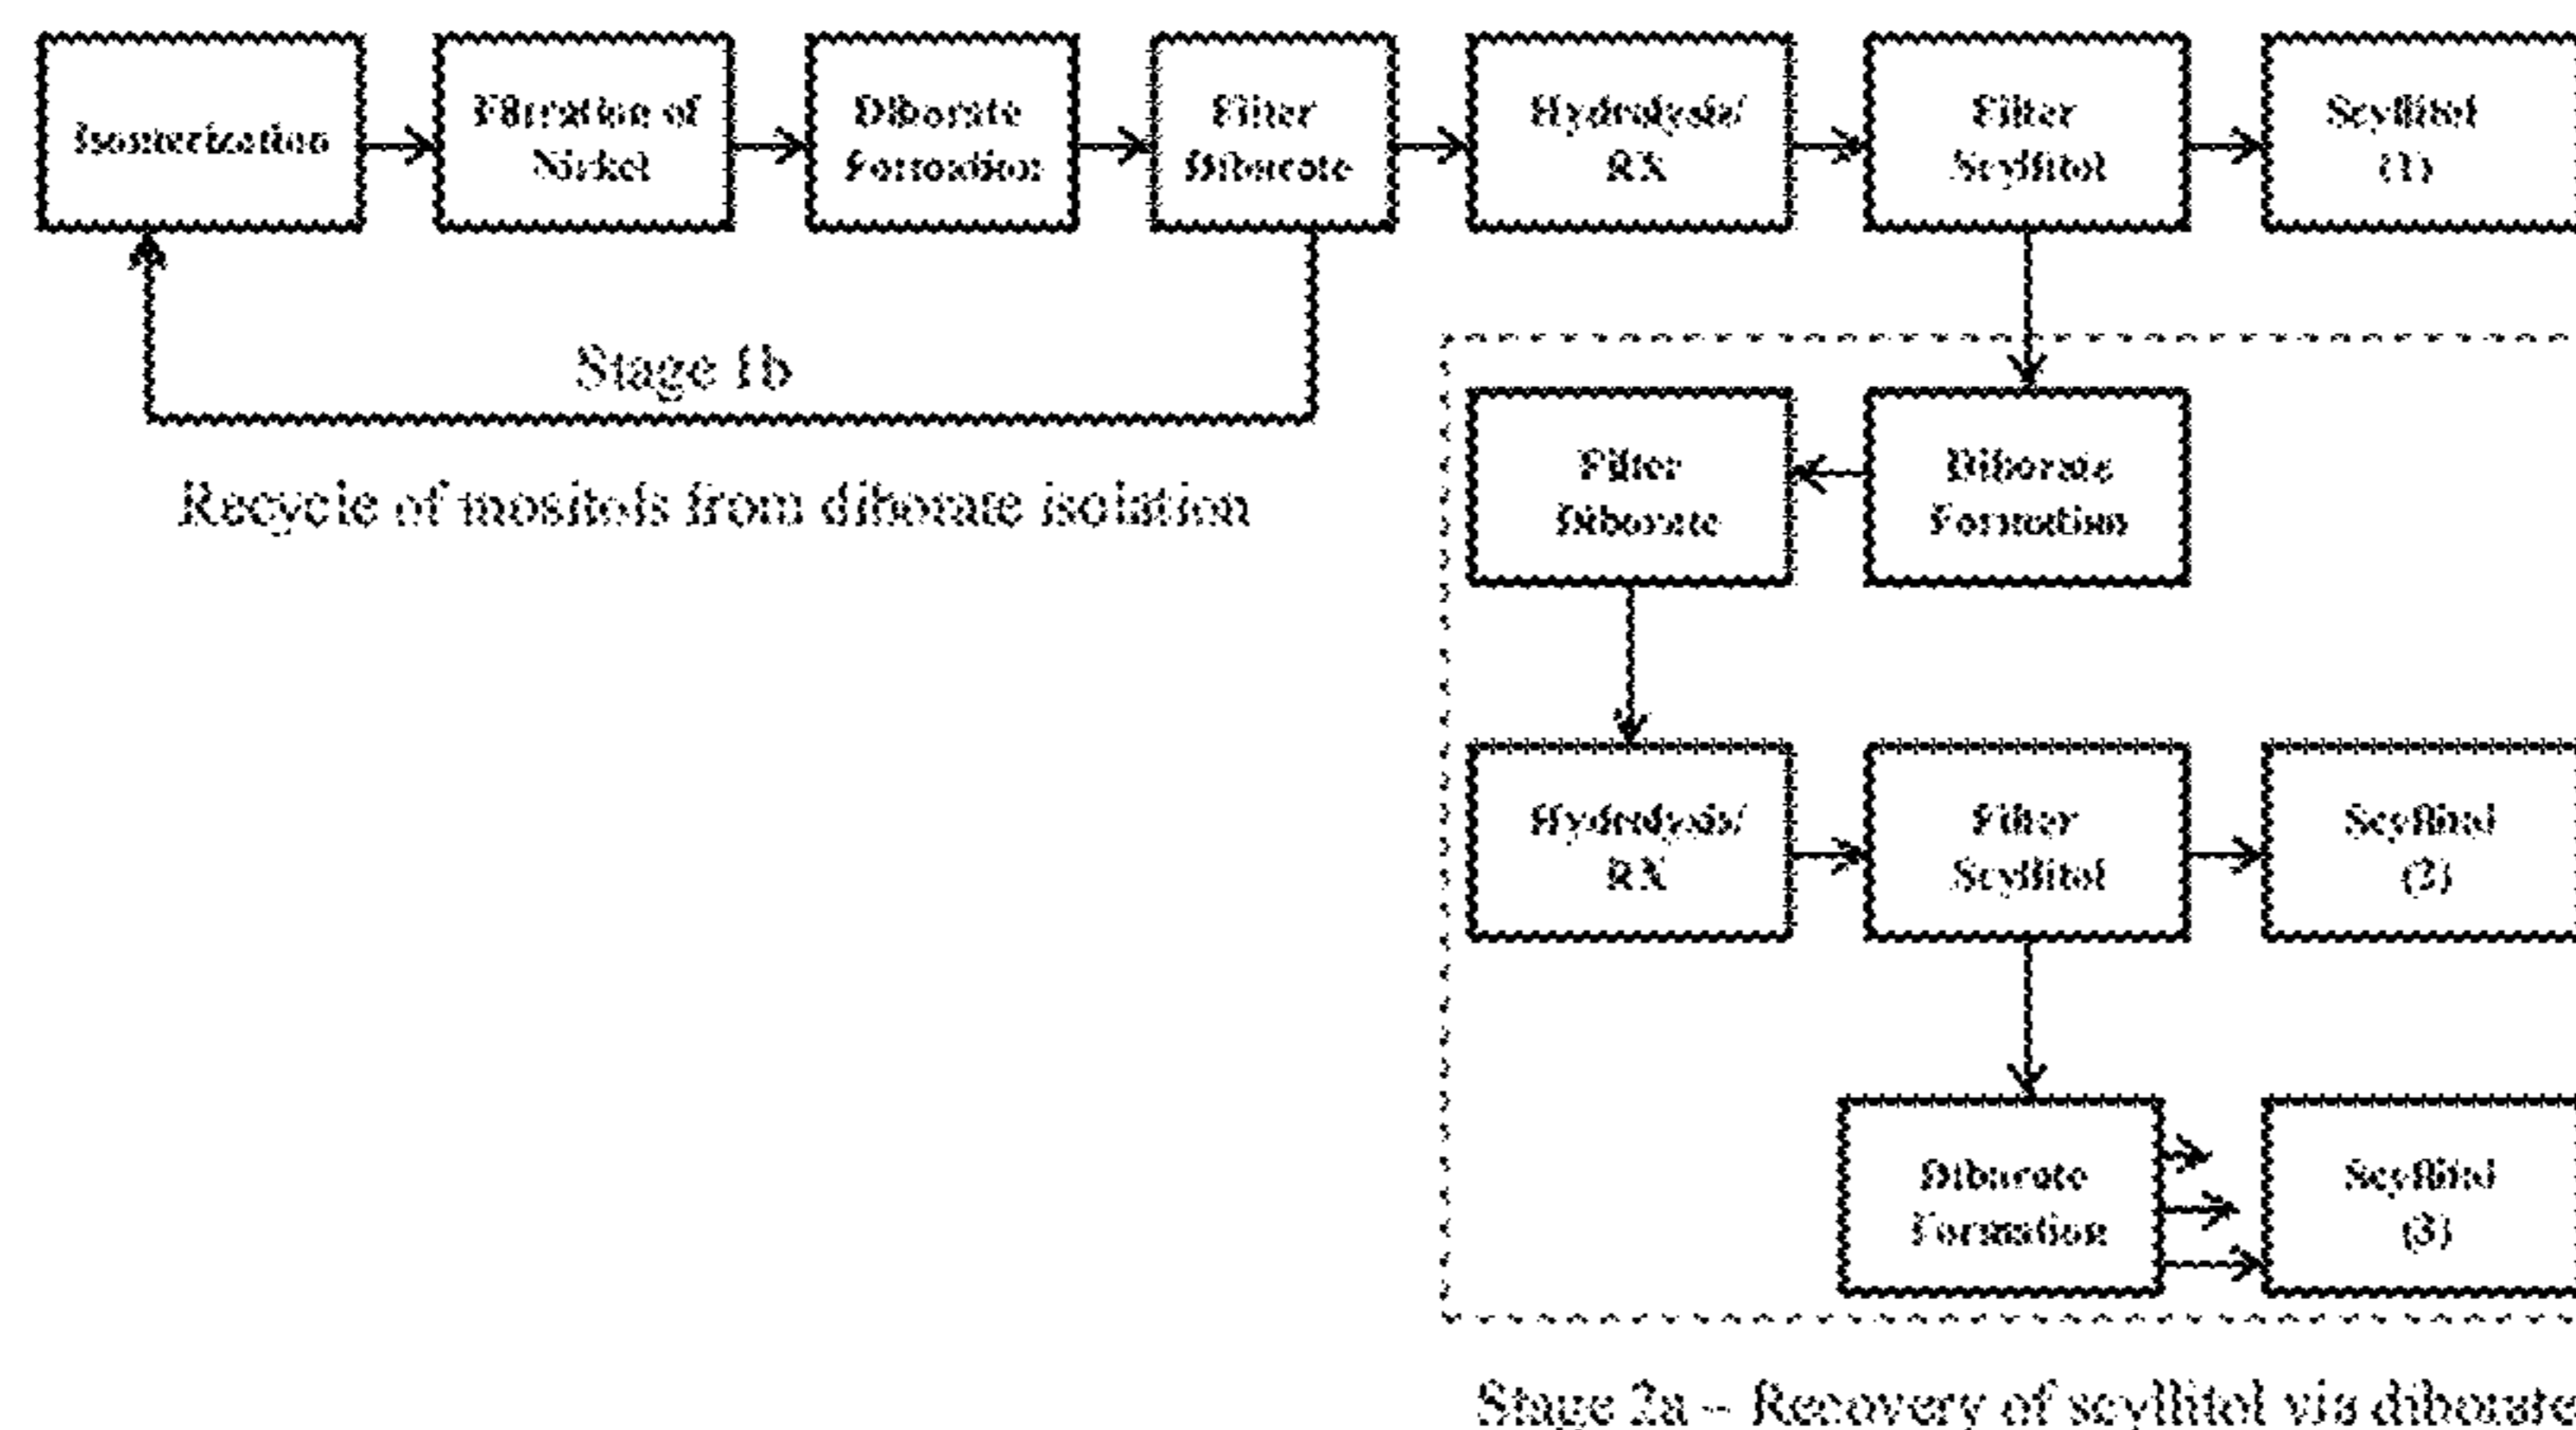 Isomerization
Filtration of
Nickel
Diborate
Formation
Filter
Diborate
Hydrolysis/
RX
Filter
Scyllitol
Scyllitol
(1)
Stage 1b
Recycle of inositols from diborate isolation
Filter
Diborate
Diborate
Formation
Hydrolysis/
RX
Filter
Scyllitol
Scyllitol
(2)
Diborate
Formation
Scyllitol
(3)
Stage 2a – Recovery of scyllitol via diborate